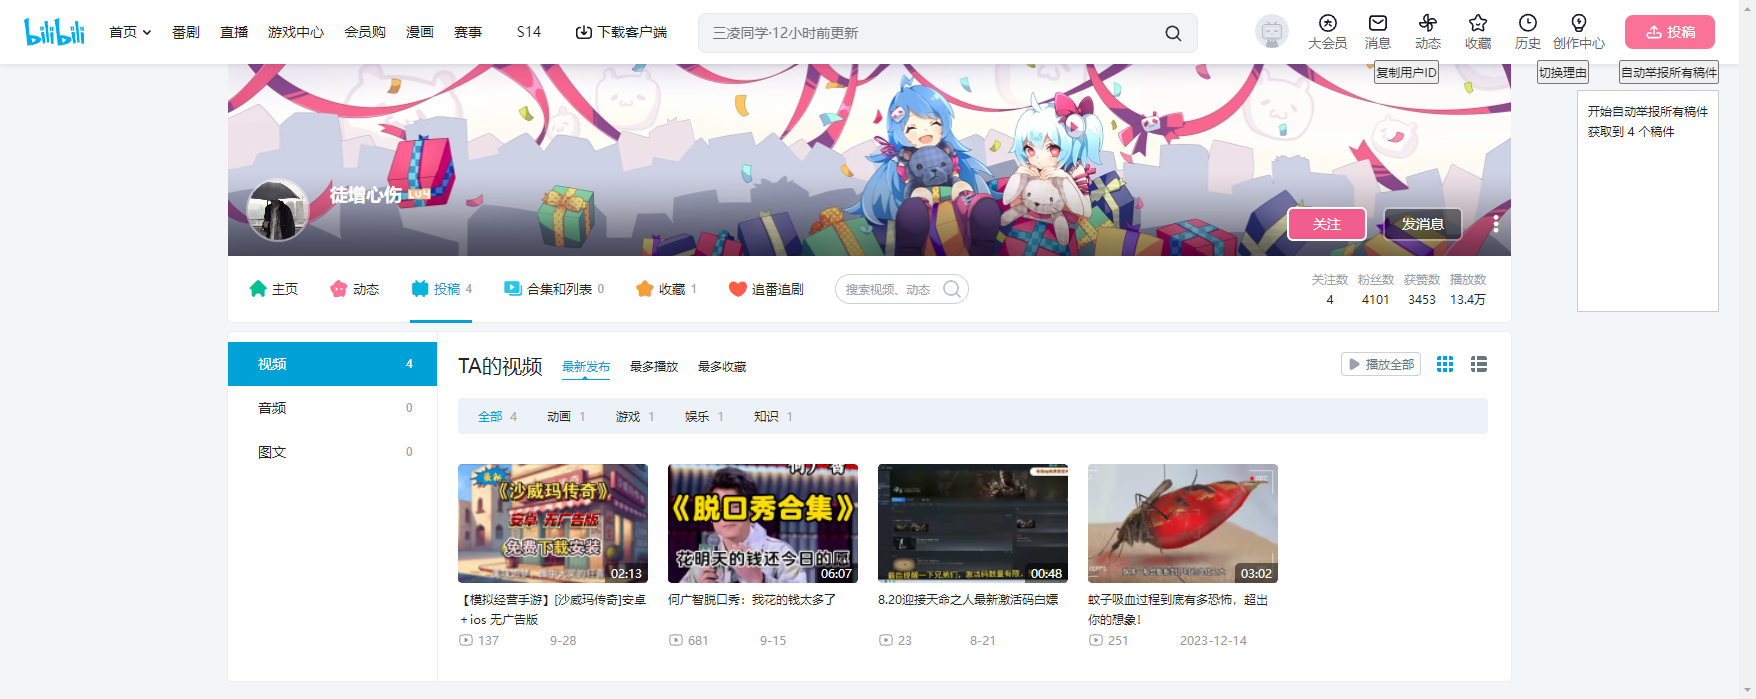 bilibili
首页
番剧
直播
游戏中心
会员购
漫画
赛事
S14
下载客户端
三凌同学·12小时前更新
大会员
消息
动态
收藏
历史
创作中心
投稿
复制用户ID
切换理由
自动举报所有稿件
开始自动举报所有稿件
获取到 4 个稿件
徒增心伤 LV4
关注
发消息
主页
动态
投稿 4
合集和列表 0
收藏 1
追番追剧
搜索视频、动态
关注数 粉丝数 获赞数 播放数
4 4101 3453 13.4万
视频 4
音频 0
图文 0
TA的视频
最新发布
最多播放
最多收藏
播放全部
全部 4
动画 1
游戏 1
娱乐 1
知识 1
最新
《沙威玛传奇》
安卓 无广告版
免费下载安装
02:13
《脱口秀合集》
花明天的钱还今日的愿
06:07
00:48
03:02
【模拟经营手游】[沙威玛传奇]安卓
+ios 无广告版
137 9-28
何广智脱口秀：我花的钱太多了
681 9-15
8.20迎接天命之人最新激活码白嫖
23 8-21
蚊子吸血过程到底有多恐怖，超出
你的想象！
251 2023-12-14